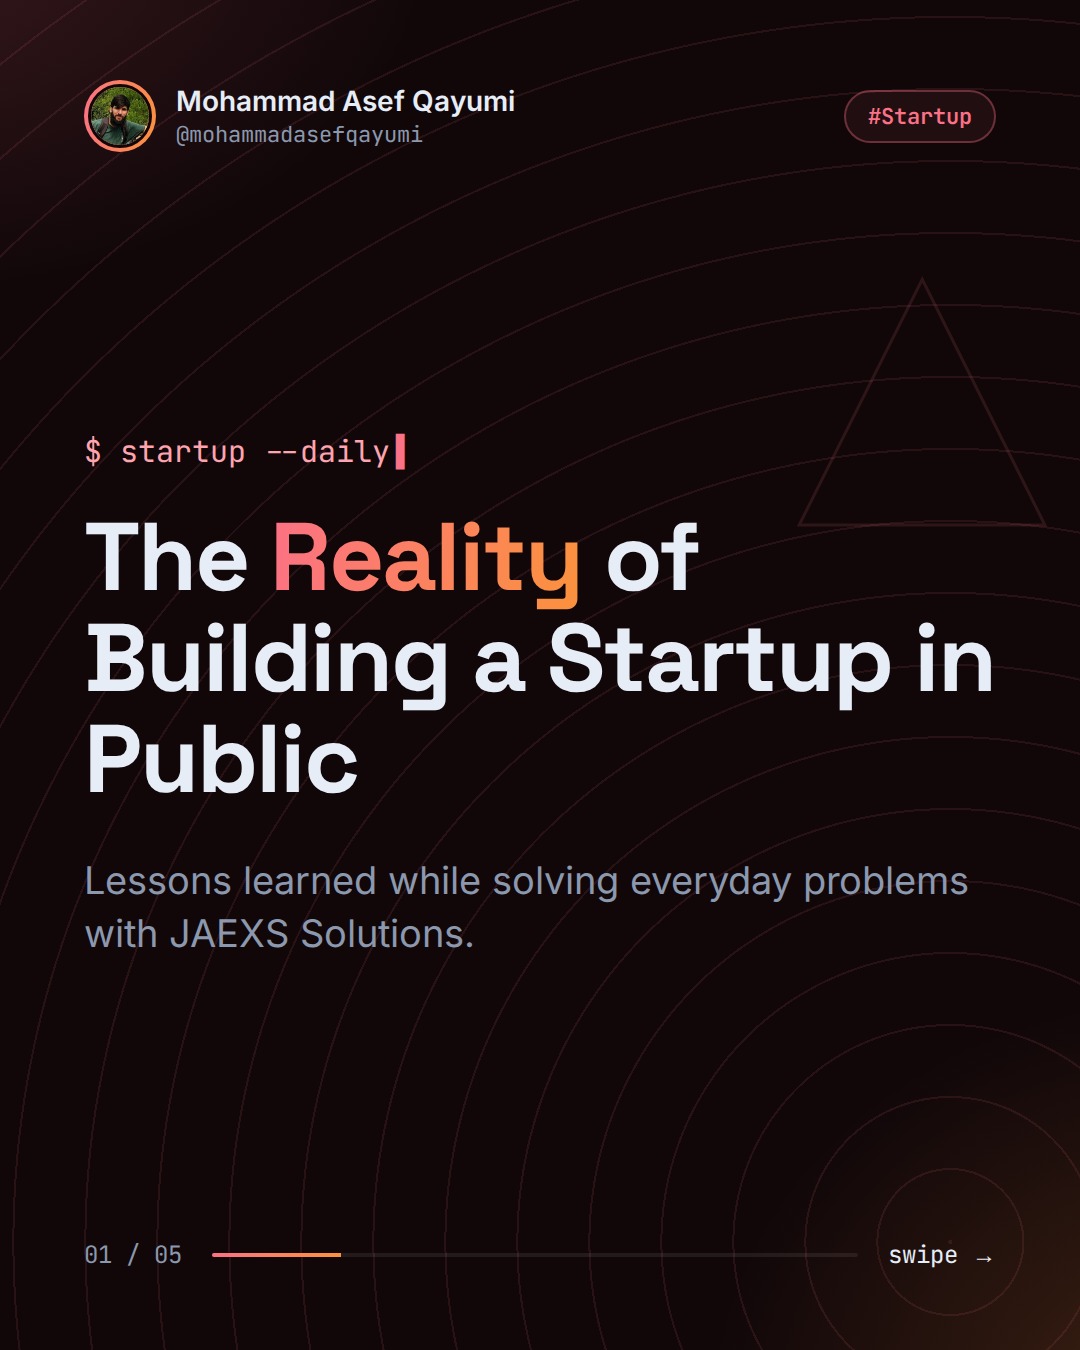 Mohammad Asef Qayumi
@mohammadasefqayumi
#Startup
$ startup --daily
The Reality of
Building a Startup in
Public
Lessons learned while solving everyday problems
with JAEXS Solutions.
01 / 05
swipe →